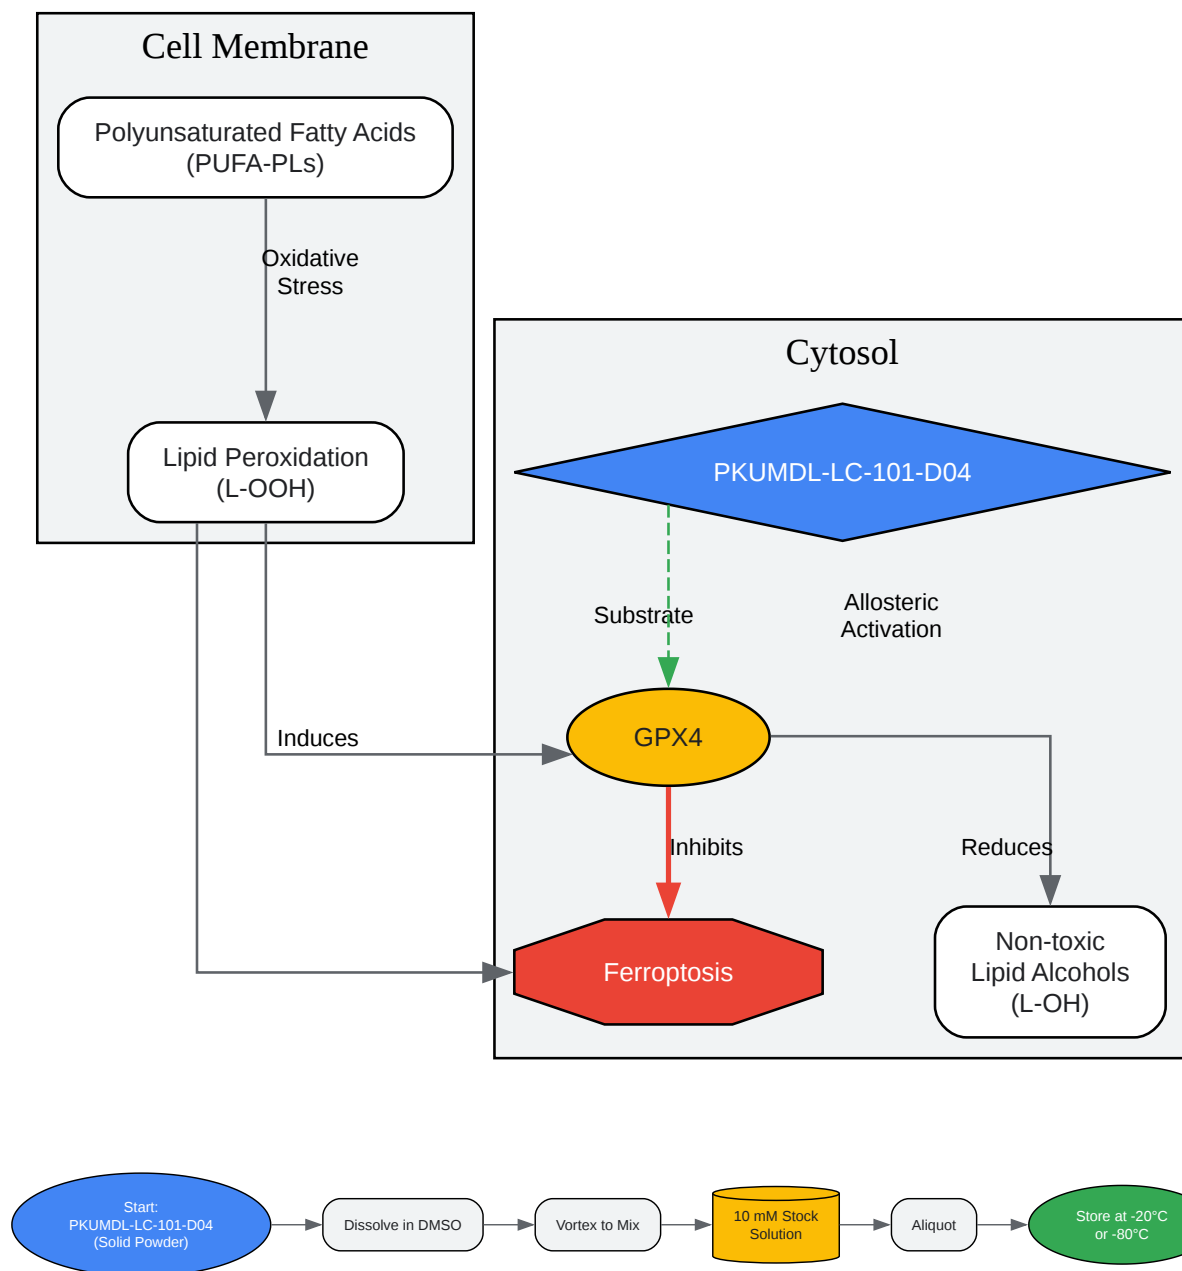 Cell Membrane
Polyunsaturated Fatty Acids
(PUFA-PLs)
Oxidative
Stress
Lipid Peroxidation
(L-OOH)
Cytosol
PKUMDL-LC-101-D04
Substrate
Allosteric
Activation
Induces
GPX4
Inhibits
Reduces
Ferroptosis
Non-toxic
Lipid Alcohols
(L-OH)
Start:
PKUMDL-LC-101-D04
(Solid Powder)
Dissolve in DMSO
Vortex to Mix
10 mM Stock
Solution
Aliquot
Store at -20°C
or -80°C